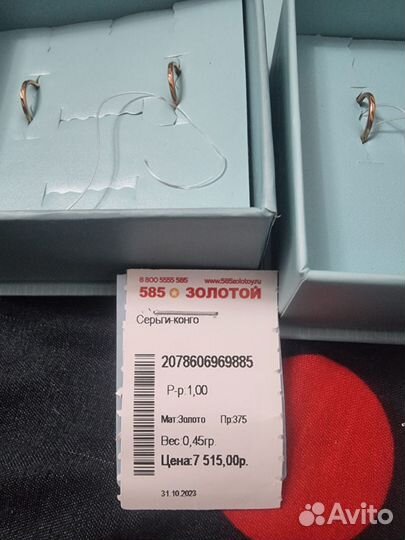 8 800 5555 585 www.585zolotoy.ru
585 ЗОЛОТОЙ
Серьги-конго
2078606969885
Р-р:1,00
Мат:Золото Пр:375
Вес:0,45гр.
Цена:7 515,00р.
31.10.2023
Avito